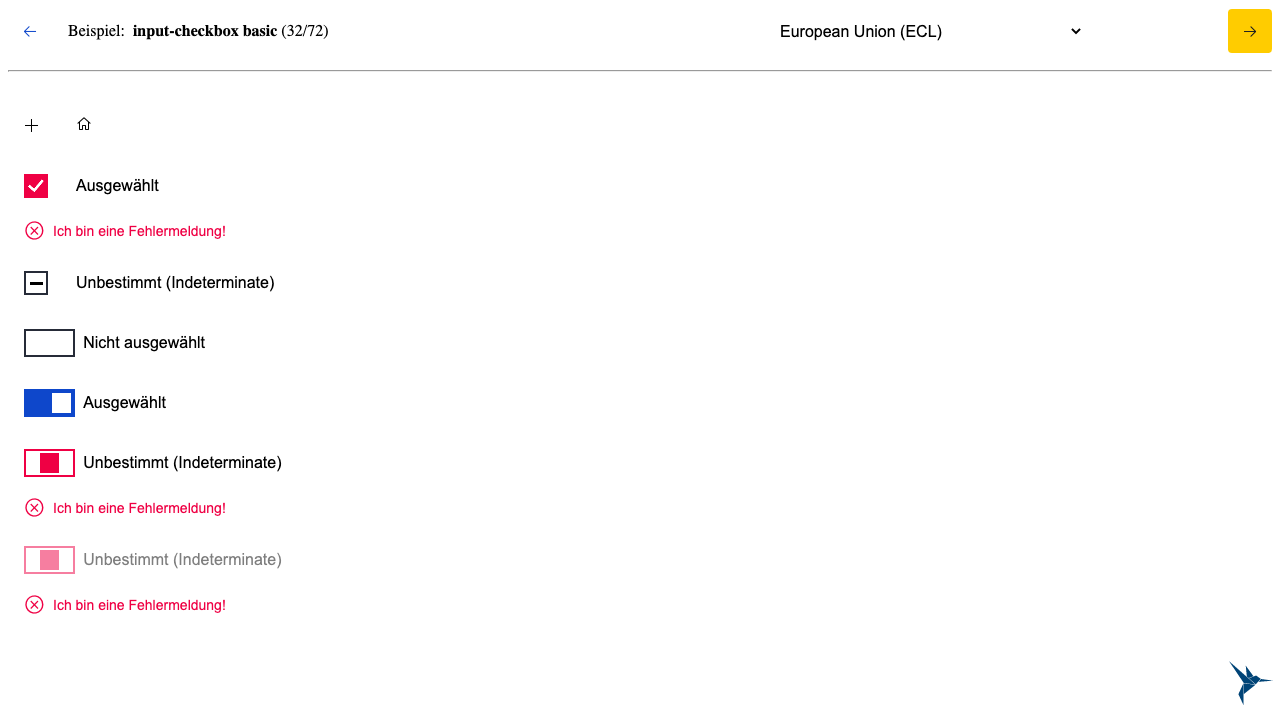 Beispiel: input-checkbox basic (32/72)
European Union (ECL)
Ausgewählt
Ich bin eine Fehlermeldung!
Unbestimmt (Indeterminate)
Nicht ausgewählt
Ausgewählt
Unbestimmt (Indeterminate)
Ich bin eine Fehlermeldung!
Unbestimmt (Indeterminate)
Ich bin eine Fehlermeldung!